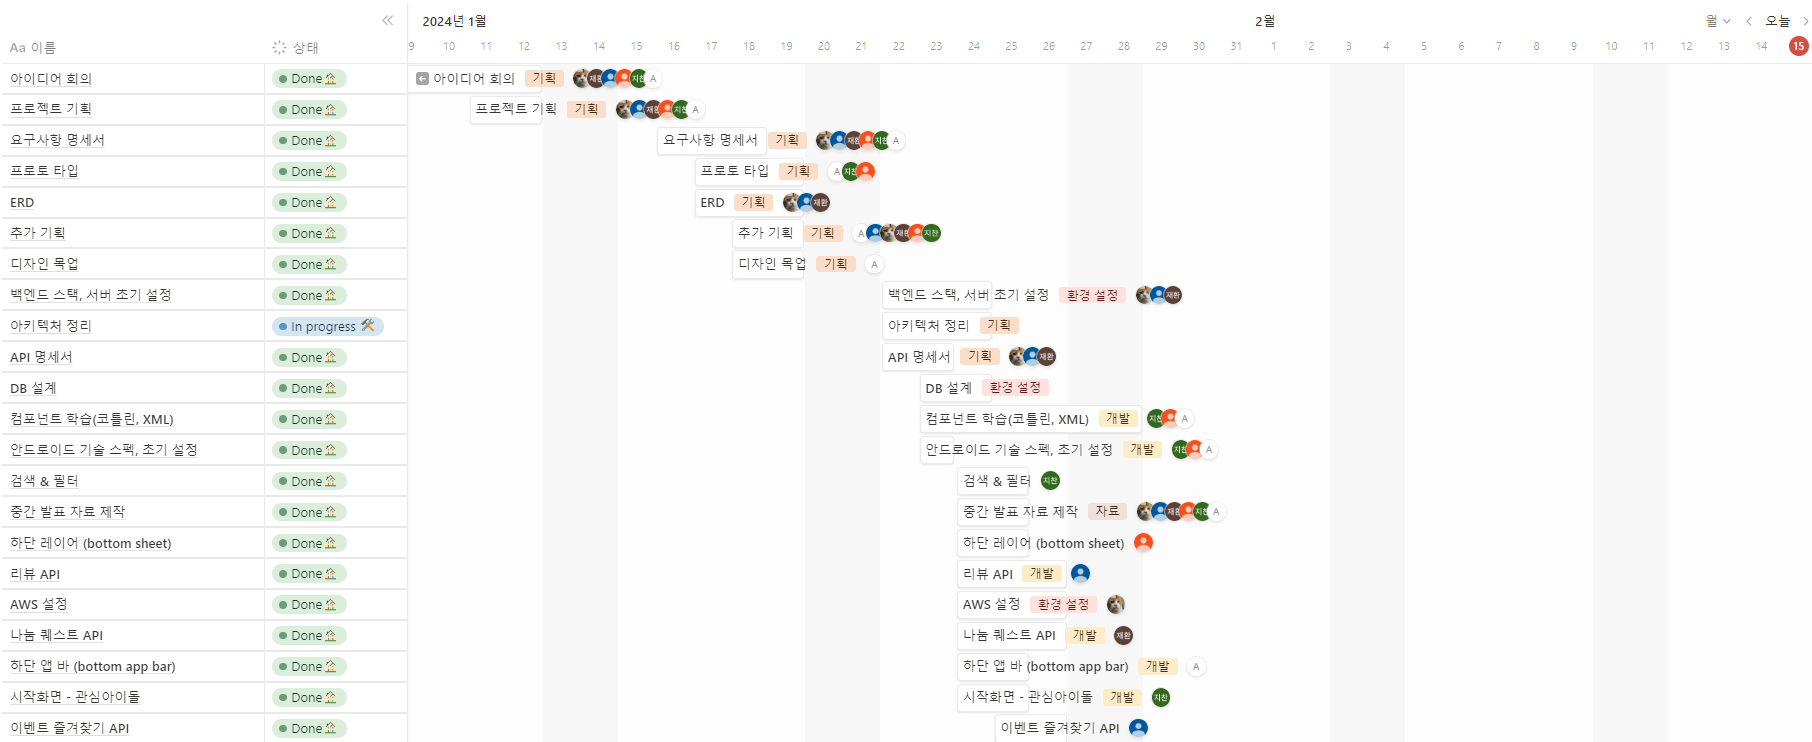 2024년 1월 2월 월 오늘
Aa 이름 상태 9 10 11 12 13 14 15 16 17 18 19 20 21 22 23 24 25 26 27 28 29 30 31 1 2 3 4 5 6 7 8 9 10 11 12 13 14 15
아이디어 회의 Done 아이디어 회의 기획 재환 지찬 A
프로젝트 기획 Done 프로젝트 기획 기획 재환 지찬 A
요구사항 명세서 Done 요구사항 명세서 기획 재환 지찬 A
프로토 타입 Done 프로토 타입 기획 A 지찬
ERD Done ERD 기획 재환
추가 기획 Done 추가 기획 기획 A 재환 지찬
디자인 목업 Done 디자인 목업 기획 A
백엔드 스택, 서버 초기 설정 Done 백엔드 스택, 서버 초기 설정 환경 설정 재환
아키텍처 정리 In progress 아키텍처 정리 기획
API 명세서 Done API 명세서 기획 재환
DB 설계 Done DB 설계 환경 설정
컴포넌트 학습(코틀린, XML) Done 컴포넌트 학습(코틀린, XML) 개발 지찬 A
안드로이드 기술 스펙, 초기 설정 Done 안드로이드 기술 스펙, 초기 설정 개발 지찬 A
검색 & 필터 Done 검색 & 필터 지찬
중간 발표 자료 제작 Done 중간 발표 자료 제작 자료 재환 지찬 A
하단 레이어 (bottom sheet) Done 하단 레이어 (bottom sheet)
리뷰 API Done 리뷰 API 개발
AWS 설정 Done AWS 설정 환경 설정
나눔 퀘스트 API Done 나눔 퀘스트 API 개발 재환
하단 앱 바 (bottom app bar) Done 하단 앱 바 (bottom app bar) 개발 A
시작화면 - 관심아이돌 Done 시작화면 - 관심아이돌 개발 지찬
이벤트 즐겨찾기 API Done 이벤트 즐겨찾기 API